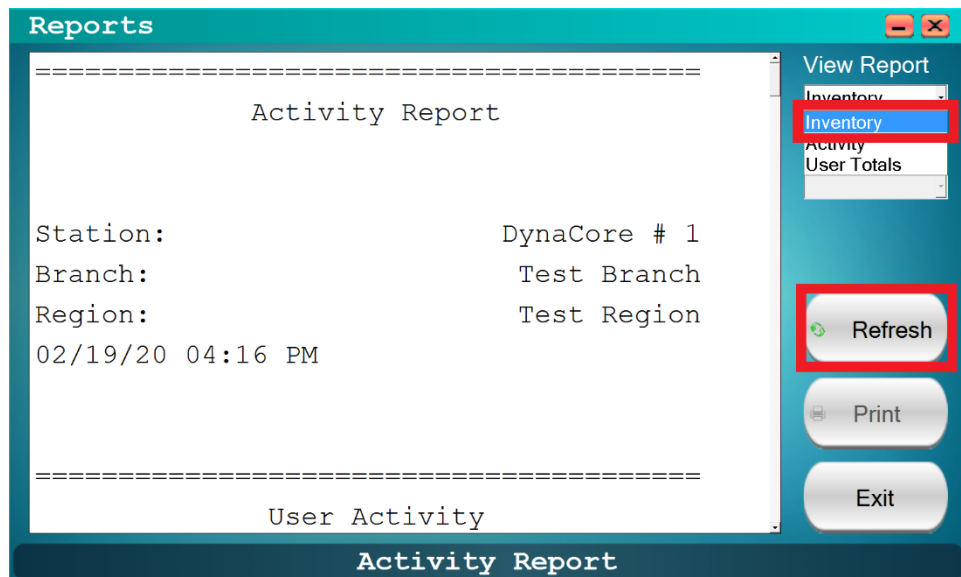 Reports
========================================
Activity Report
Station: DynaCore # 1
Branch: Test Branch
Region: Test Region
02/19/20 04:16 PM
========================================
User Activity
View Report
Inventory
Inventory
Activity
User Totals
Refresh
Print
Exit
Activity Report